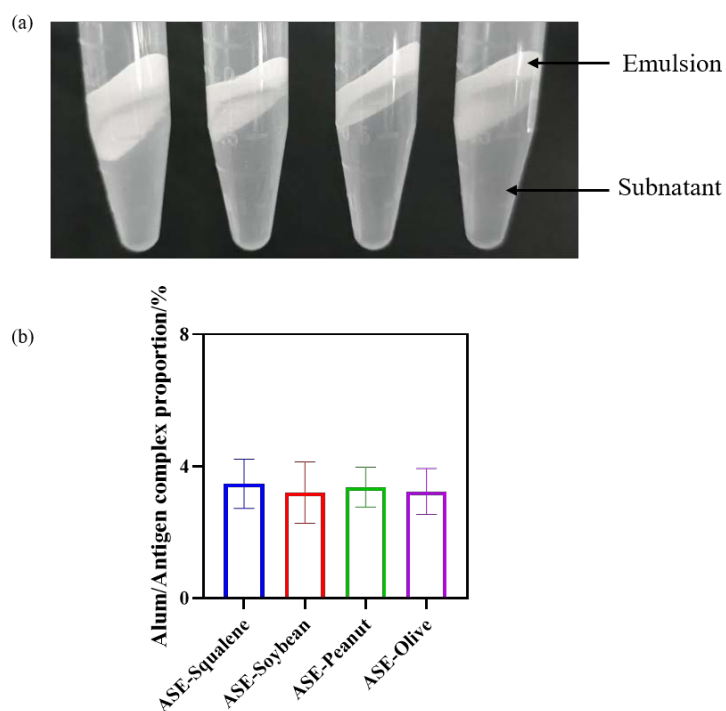 (a)
Emulsion
Subnatant
(b)
Alum/Antigen complex proportion/%
8
4
0
ASE-Squalene
ASE-Soybean
ASE-Peanut
ASE-Olive